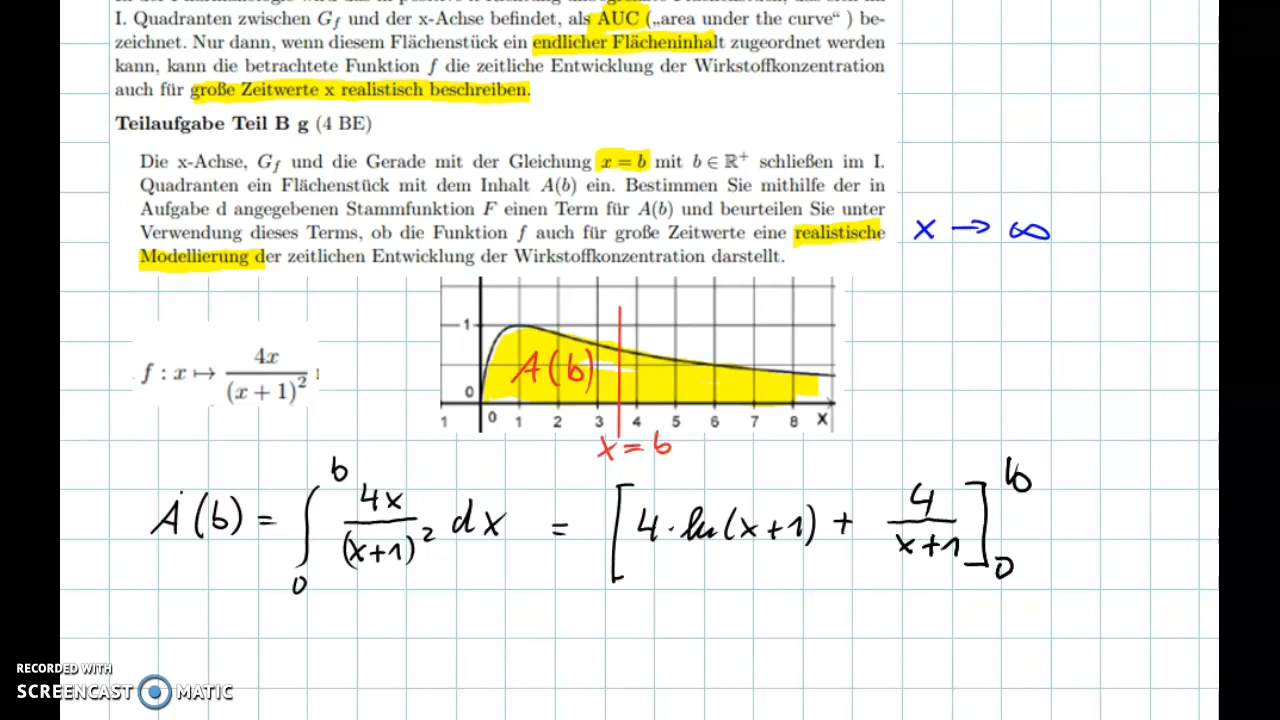 I. Quadranten zwischen G_f und der x-Achse befindet, als AUC („area under the curve“ ) be-
zeichnet. Nur dann, wenn diesem Flächenstück ein endlicher Flächeninhalt zugeordnet werden
kann, kann die betrachtete Funktion f die zeitliche Entwicklung der Wirkstoffkonzentration
auch für große Zeitwerte x realistisch beschreiben.
Teilaufgabe Teil B g (4 BE)
Die x-Achse, G_f und die Gerade mit der Gleichung x = b mit b ∈ ℝ⁺ schließen im I.
Quadranten ein Flächenstück mit dem Inhalt A(b) ein. Bestimmen Sie mithilfe der in
Aufgabe d angegebenen Stammfunktion F einen Term für A(b) und beurteilen Sie unter
Verwendung dieses Terms, ob die Funktion f auch für große Zeitwerte eine realistische
Modellierung der zeitlichen Entwicklung der Wirkstoffkonzentration darstellt.
x → ∞
f : x ↦ 4x / (x + 1)²
1
A(b)
0
1 0 1 2 3 4 5 6 7 8 X
x = b
A(b) = ∫₀ᵇ 4x/(x+1)² dx = [4·ln(x+1) + 4/(x+1)]₀ᵇ
RECORDED WITH
SCREENCAST MATIC